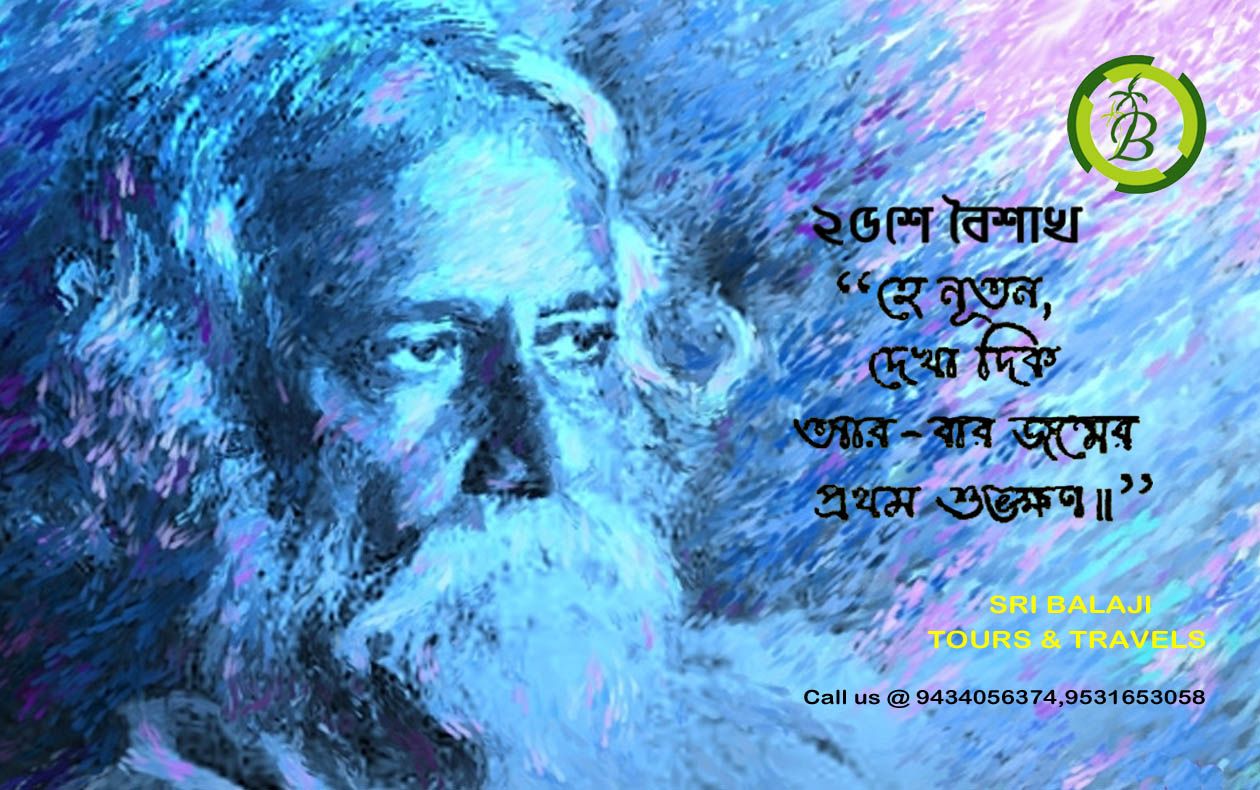 B
২৫শে বৈশাখ
“হে নূতন,
দেখা দিক
আর-বার জন্মের
প্রথম শুভক্ষণ॥”
SRI BALAJI
TOURS & TRAVELS
Call us @ 9434056374,9531653058